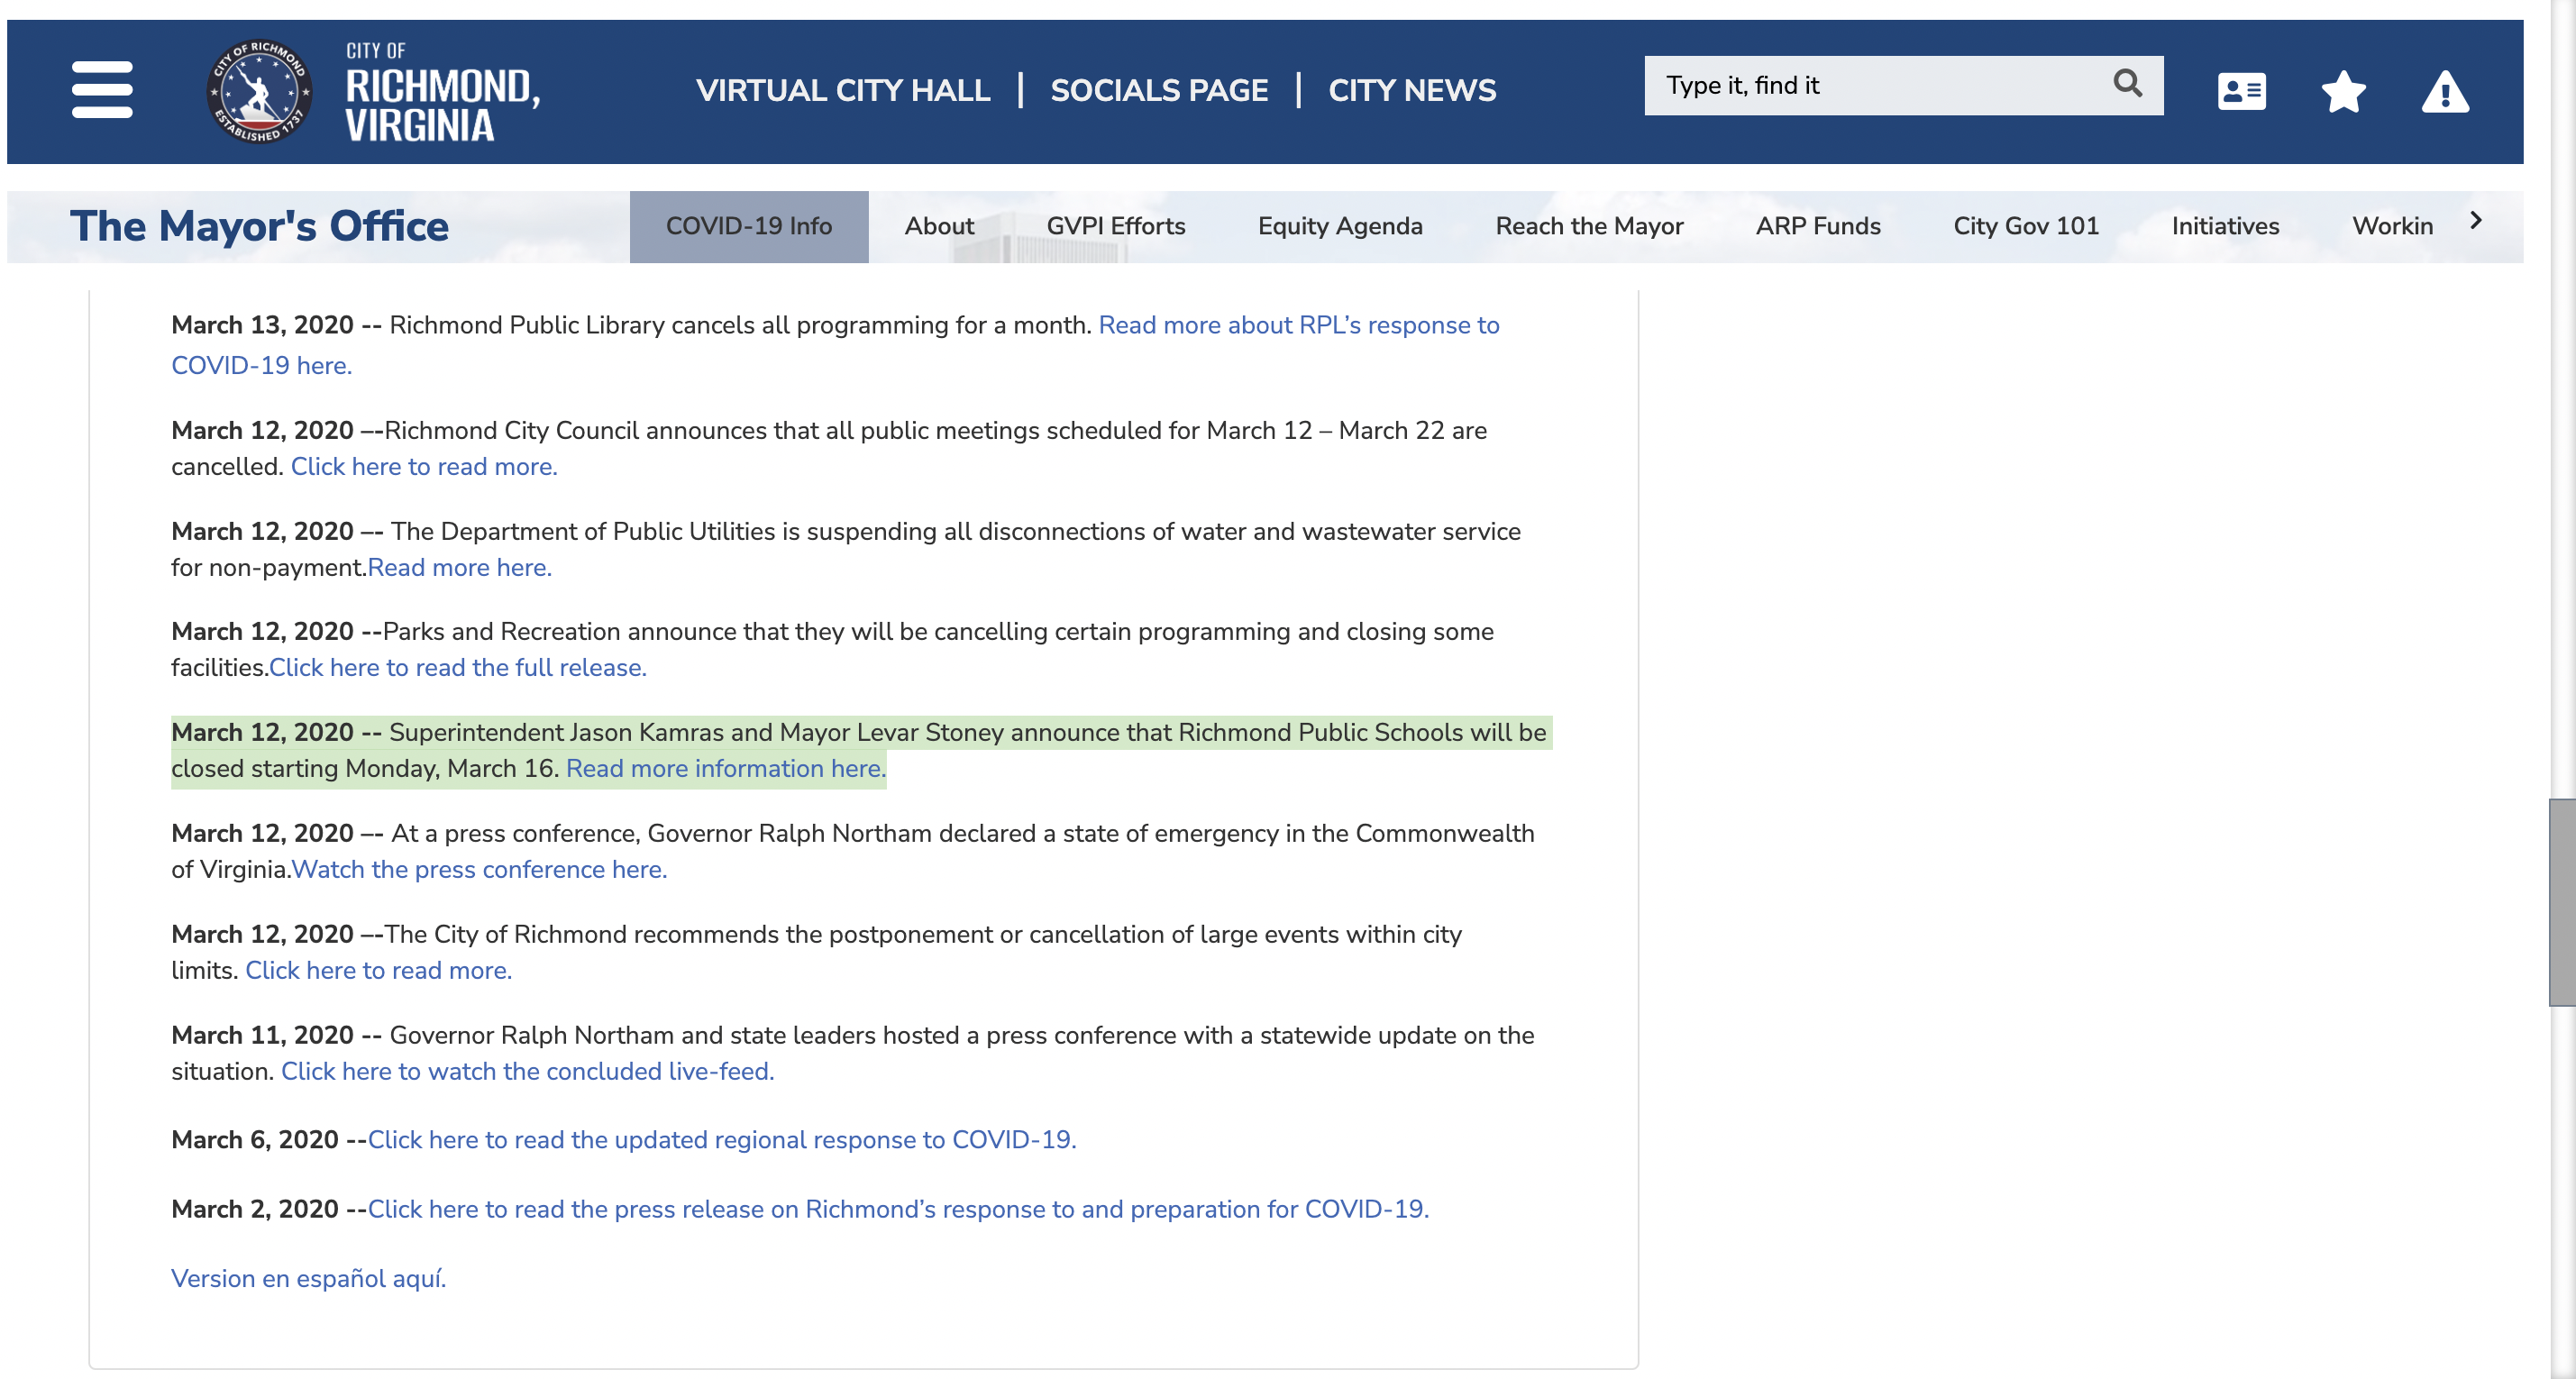 CITY OF RICHMOND
ESTABLISHED 1737
CITY OF
RICHMOND,
VIRGINIA
VIRTUAL CITY HALL | SOCIALS PAGE | CITY NEWS
Type it, find it
The Mayor's Office
COVID-19 Info
About
GVPI Efforts
Equity Agenda
Reach the Mayor
ARP Funds
City Gov 101
Initiatives
Workin
March 13, 2020 -- Richmond Public Library cancels all programming for a month. Read more about RPL’s response to
COVID-19 here.
March 12, 2020 –-Richmond City Council announces that all public meetings scheduled for March 12 – March 22 are
cancelled. Click here to read more.
March 12, 2020 –- The Department of Public Utilities is suspending all disconnections of water and wastewater service
for non-payment.Read more here.
March 12, 2020 --Parks and Recreation announce that they will be cancelling certain programming and closing some
facilities.Click here to read the full release.
March 12, 2020 -- Superintendent Jason Kamras and Mayor Levar Stoney announce that Richmond Public Schools will be
closed starting Monday, March 16. Read more information here.
March 12, 2020 –- At a press conference, Governor Ralph Northam declared a state of emergency in the Commonwealth
of Virginia.Watch the press conference here.
March 12, 2020 –-The City of Richmond recommends the postponement or cancellation of large events within city
limits. Click here to read more.
March 11, 2020 -- Governor Ralph Northam and state leaders hosted a press conference with a statewide update on the
situation. Click here to watch the concluded live-feed.
March 6, 2020 --Click here to read the updated regional response to COVID-19.
March 2, 2020 --Click here to read the press release on Richmond’s response to and preparation for COVID-19.
Version en español aquí.